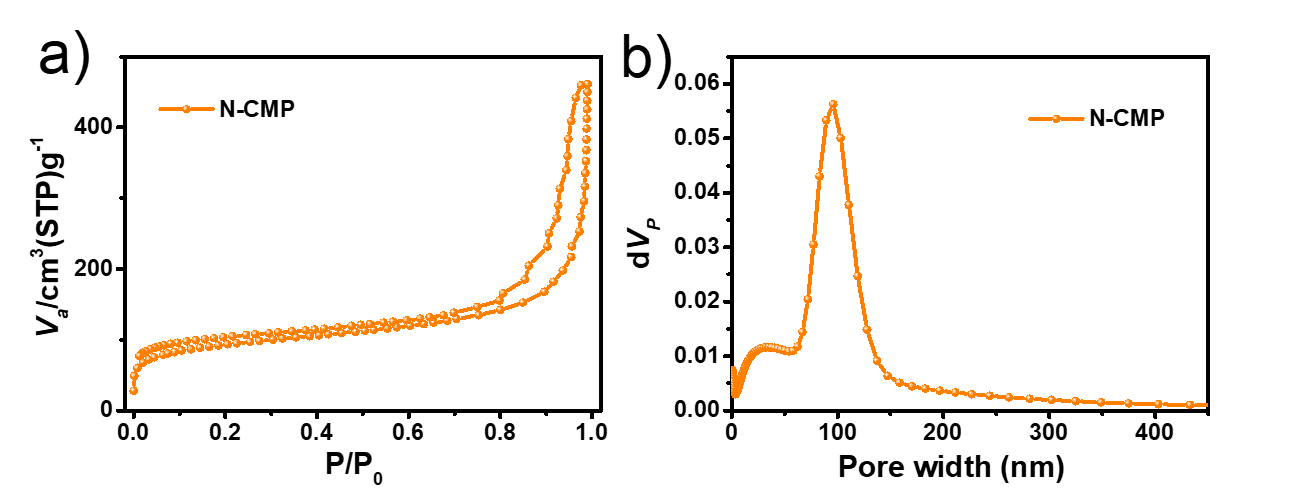 a)
N-CMP
Vₐ/cm³(STP)g⁻¹
400
200
0
0.0 0.2 0.4 0.6 0.8 1.0
P/P₀
b)
N-CMP
dV_P
0.06
0.05
0.04
0.03
0.02
0.01
0.00
0 100 200 300 400
Pore width (nm)